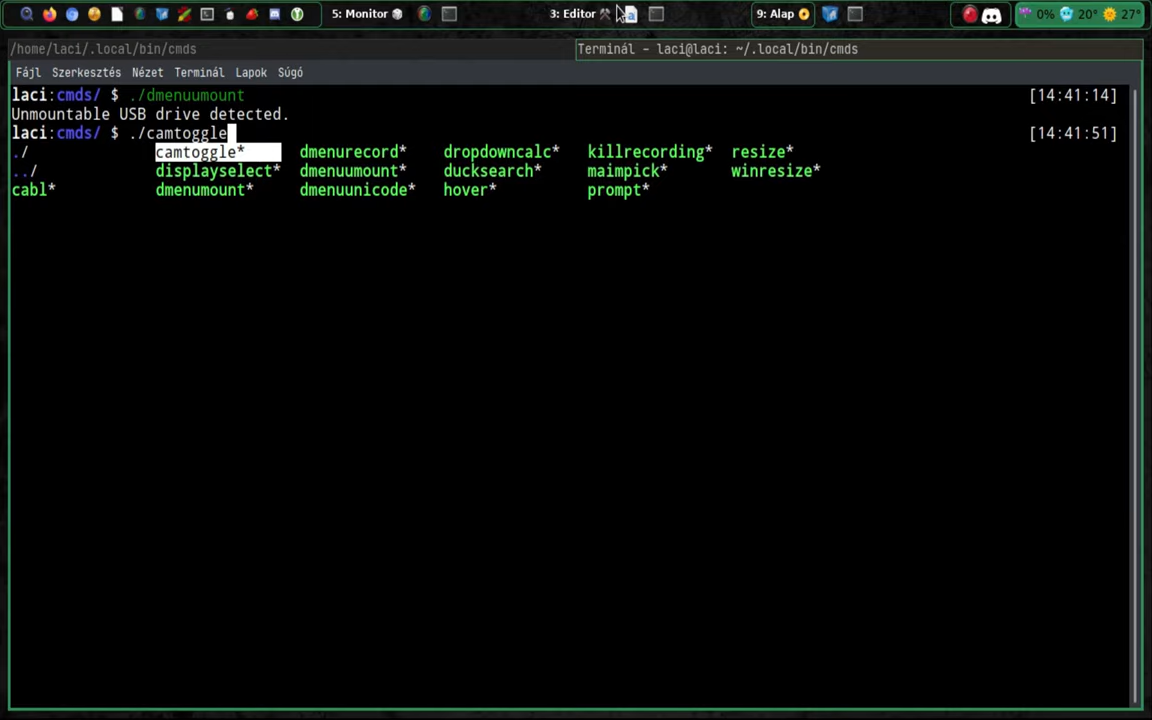 5: Monitor 3: Editor 9: Alap 0% 20° 27°
/home/laci/.local/bin/cmds Terminál - laci@laci: ~/.local/bin/cmds
Fájl Szerkesztés Nézet Terminál Lapok Súgó
laci:cmds/ $ ./dmenuumount [14:41:14]
Unmountable USB drive detected.
laci:cmds/ $ ./camtoggle [14:41:51]
./ camtoggle* dmenurecord* dropdowncalc* killrecording* resize*
../ displayselect* dmenuumount* ducksearch* maimpick* winresize*
cabl* dmenumount* dmenuunicode* hover* prompt*